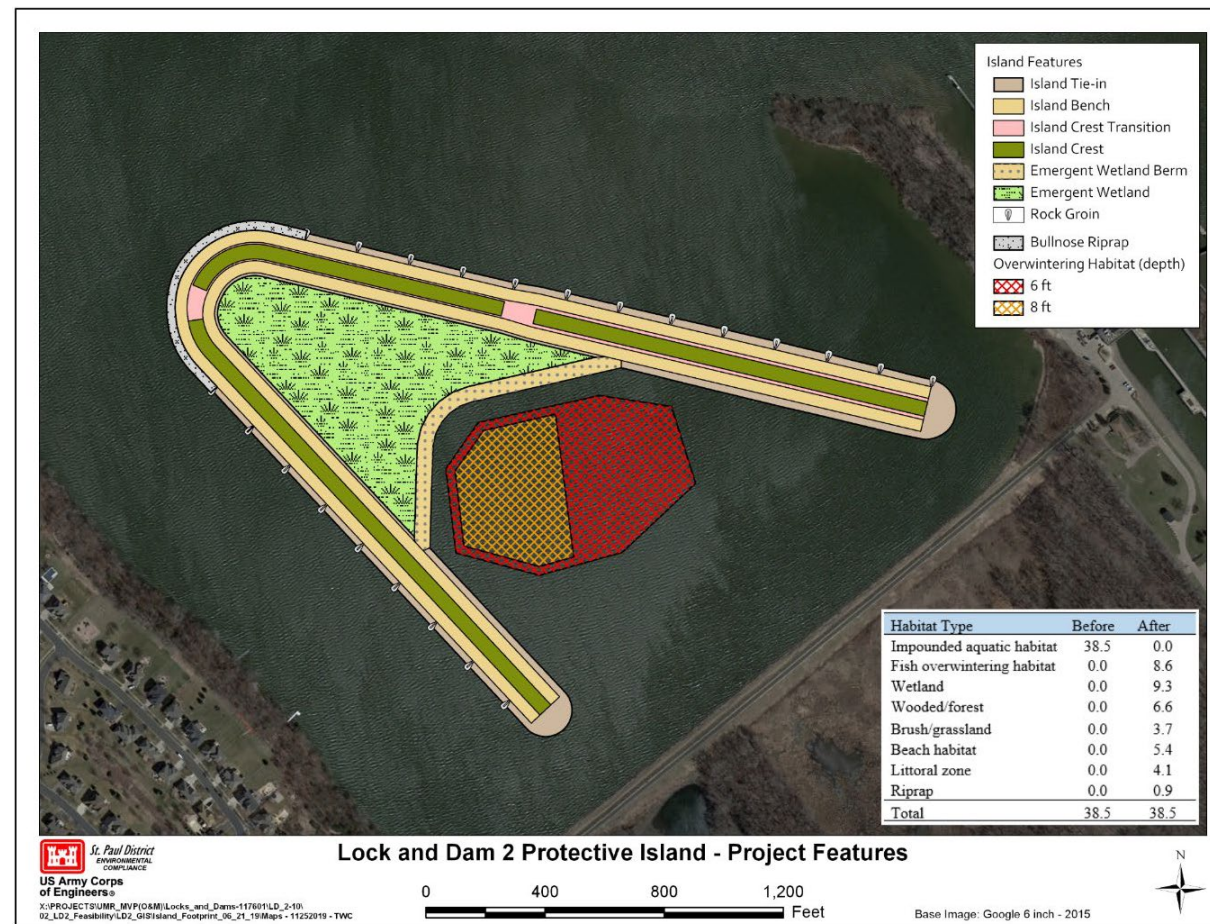 Island Features
Island Tie-in
Island Bench
Island Crest Transition
Island Crest
Emergent Wetland Berm
Emergent Wetland
Rock Groin
Bullnose Riprap
Overwintering Habitat (depth)
6 ft
8 ft
Habitat Type Before After
Impounded aquatic habitat 38.5 0.0
Fish overwintering habitat 0.0 8.6
Wetland 0.0 9.3
Wooded/forest 0.0 6.6
Brush/grassland 0.0 3.7
Beach habitat 0.0 5.4
Littoral zone 0.0 4.1
Riprap 0.0 0.9
Total 38.5 38.5
St. Paul District
ENVIRONMENTAL
COMPLIANCE
US Army Corps
of Engineers®
X:\PROJECTS\UMR_MVP(O&M)\Locks_and_Dams-117601\LD_2-10\
02_LD2_Feasibility\LD2_GIS\Island_Footprint_06_21_19\Maps - 11252019 - TWC
Lock and Dam 2 Protective Island - Project Features
0 400 800 1,200
Feet
N
Base Image: Google 6 inch - 2015